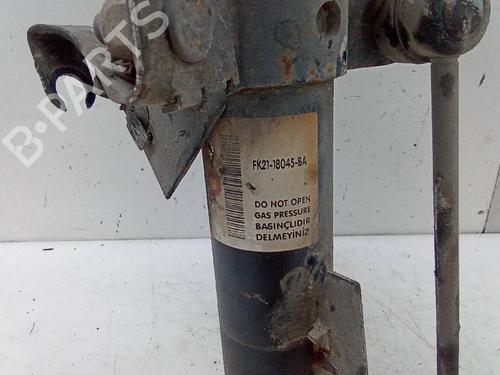 B-PARTS
FK21-18045-BA
DO NOT OPEN
GAS PRESSURE
BASINÇLIDIR
DELMEYİNİZ